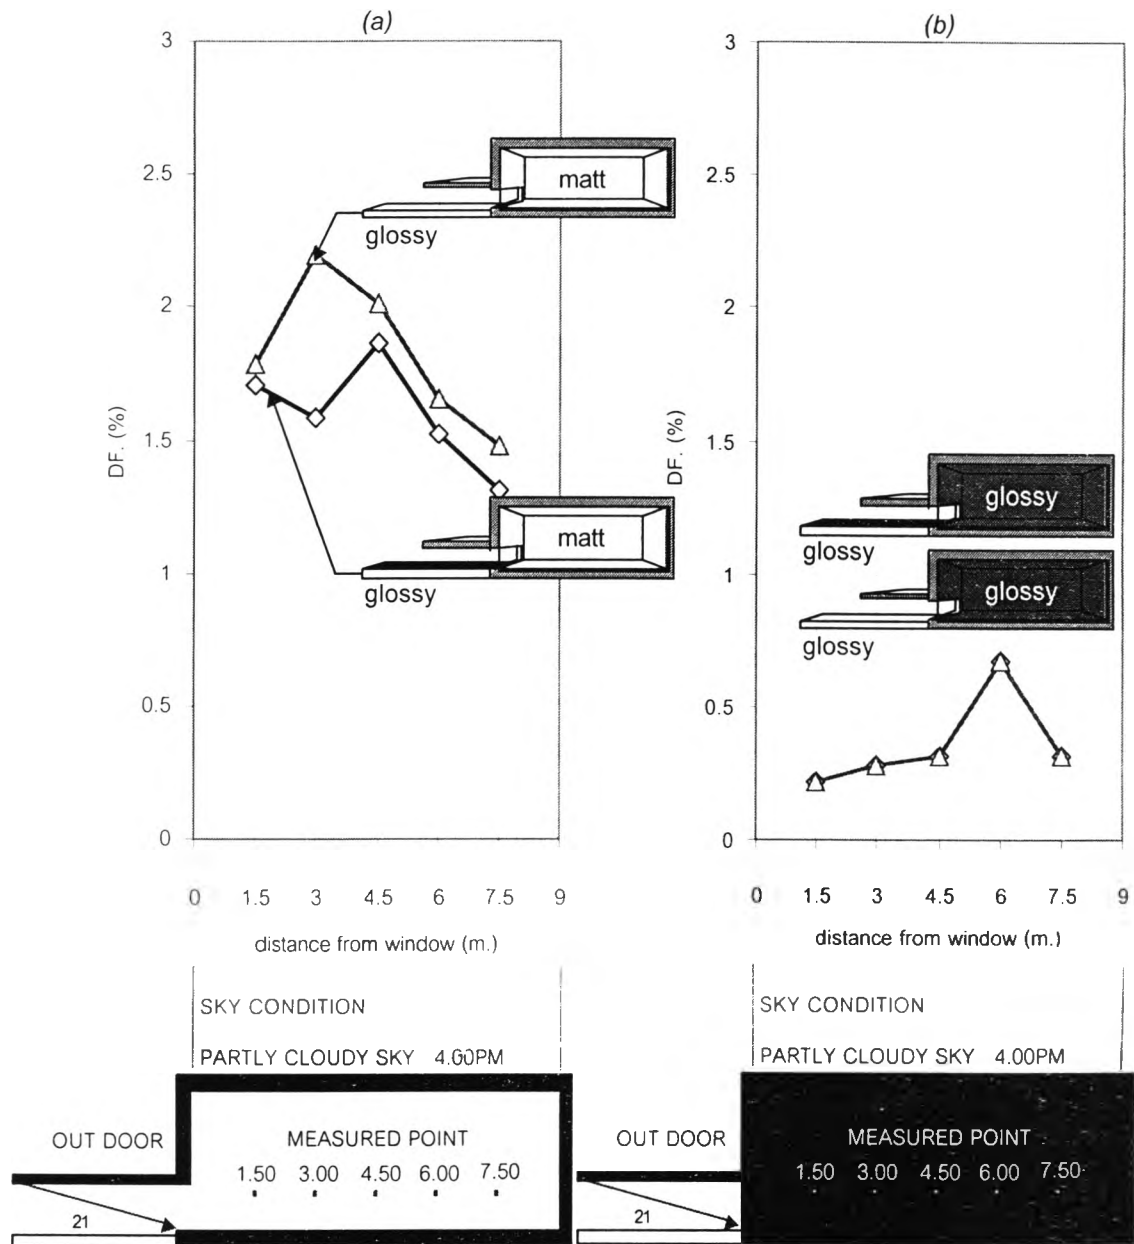 (a)
3
2.5
2
1.5
1
0.5
0
DF. (%)
matt
glossy
matt
glossy
0 1.5 3 4.5 6 7.5 9
distance from window (m.)
SKY CONDITION
PARTLY CLOUDY SKY 4.00PM
OUT DOOR
MEASURED POINT
1.50 3.00 4.50 6.00 7.50
21
(b)
3
2.5
2
1.5
1
0.5
0
DF. (%)
glossy
glossy
glossy
glossy
0 1.5 3 4.5 6 7.5 9
distance from window (m.)
SKY CONDITION
PARTLY CLOUDY SKY 4.00PM
OUT DOOR
MEASURED POINT
1.50 3.00 4.50 6.00 7.50
21